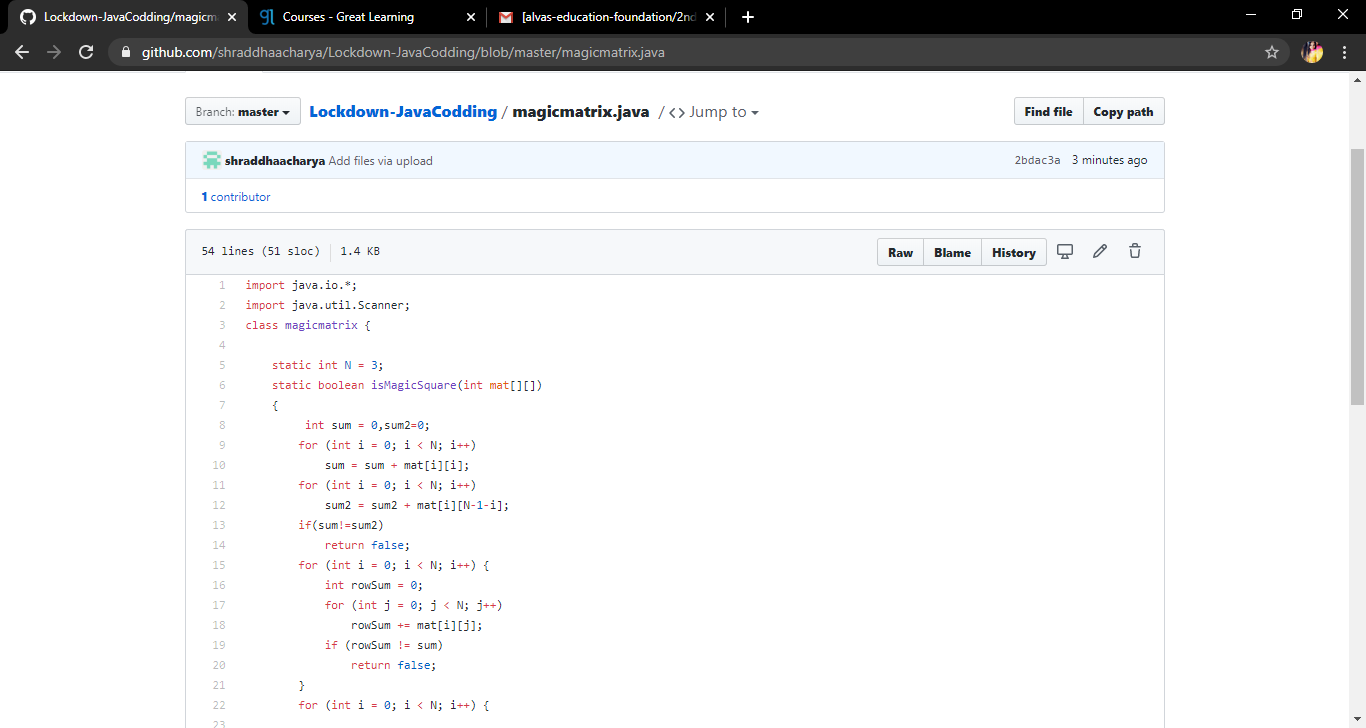 Lockdown-JavaCodding/magicm
Courses - Great Learning
[alvas-education-foundation/2nd
github.com/shraddhaacharya/Lockdown-JavaCodding/blob/master/magicmatrix.java
Branch: master
Lockdown-JavaCodding / magicmatrix.java / <> Jump to
Find file Copy path
shraddhaacharya Add files via upload
2bdac3a 3 minutes ago
1 contributor
54 lines (51 sloc) 1.4 KB
Raw Blame History
1 import java.io.*;
2 import java.util.Scanner;
3 class magicmatrix {
4
5 static int N = 3;
6 static boolean isMagicSquare(int mat[][])
7 {
8 int sum = 0,sum2=0;
9 for (int i = 0; i < N; i++)
10 sum = sum + mat[i][i];
11 for (int i = 0; i < N; i++)
12 sum2 = sum2 + mat[i][N-1-i];
13 if(sum!=sum2)
14 return false;
15 for (int i = 0; i < N; i++) {
16 int rowSum = 0;
17 for (int j = 0; j < N; j++)
18 rowSum += mat[i][j];
19 if (rowSum != sum)
20 return false;
21 }
22 for (int i = 0; i < N; i++) {
23